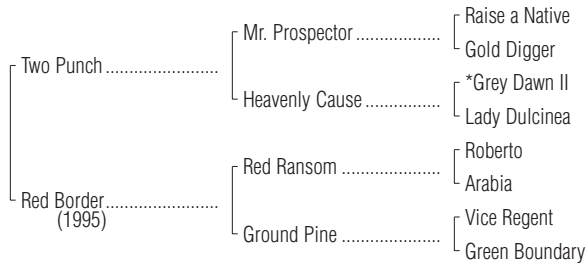 Raise a Native
Mr. Prospector ..................
Gold Digger
Two Punch ........................
*Grey Dawn II
Heavenly Cause ................
Lady Dulcinea
Roberto
Red Ransom .....................
Arabia
Red Border........................
(1995)
Vice Regent
Ground Pine .....................
Green Boundary